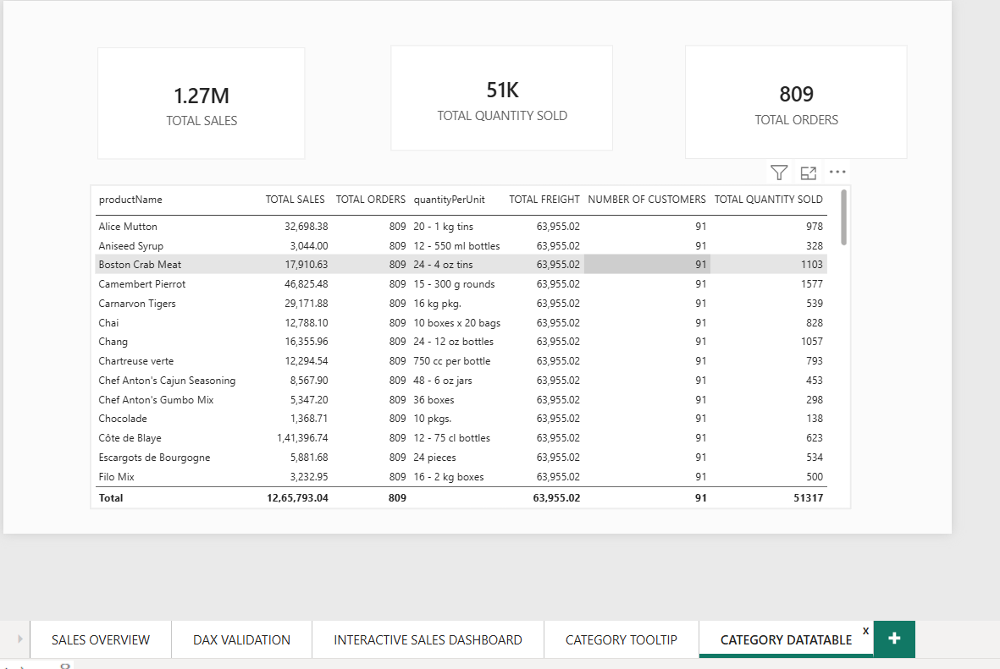 1.27M
TOTAL SALES
51K
TOTAL QUANTITY SOLD
809
TOTAL ORDERS
productName TOTAL SALES TOTAL ORDERS quantityPerUnit TOTAL FREIGHT NUMBER OF CUSTOMERS TOTAL QUANTITY SOLD
Alice Mutton 32,698.38 809 20 - 1 kg tins 63,955.02 91 978
Aniseed Syrup 3,044.00 809 12 - 550 ml bottles 63,955.02 91 328
Boston Crab Meat 17,910.63 809 24 - 4 oz tins 63,955.02 91 1103
Camembert Pierrot 46,825.48 809 15 - 300 g rounds 63,955.02 91 1577
Carnarvon Tigers 29,171.88 809 16 kg pkg. 63,955.02 91 539
Chai 12,788.10 809 10 boxes x 20 bags 63,955.02 91 828
Chang 16,355.96 809 24 - 12 oz bottles 63,955.02 91 1057
Chartreuse verte 12,294.54 809 750 cc per bottle 63,955.02 91 793
Chef Anton's Cajun Seasoning 8,567.90 809 48 - 6 oz jars 63,955.02 91 453
Chef Anton's Gumbo Mix 5,347.20 809 36 boxes 63,955.02 91 298
Chocolade 1,368.71 809 10 pkgs. 63,955.02 91 138
Côte de Blaye 1,41,396.74 809 12 - 75 cl bottles 63,955.02 91 623
Escargots de Bourgogne 5,881.68 809 24 pieces 63,955.02 91 534
Filo Mix 3,232.95 809 16 - 2 kg boxes 63,955.02 91 500
Total 12,65,793.04 809 63,955.02 91 51317
SALES OVERVIEW DAX VALIDATION INTERACTIVE SALES DASHBOARD CATEGORY TOOLTIP CATEGORY DATATABLE x +